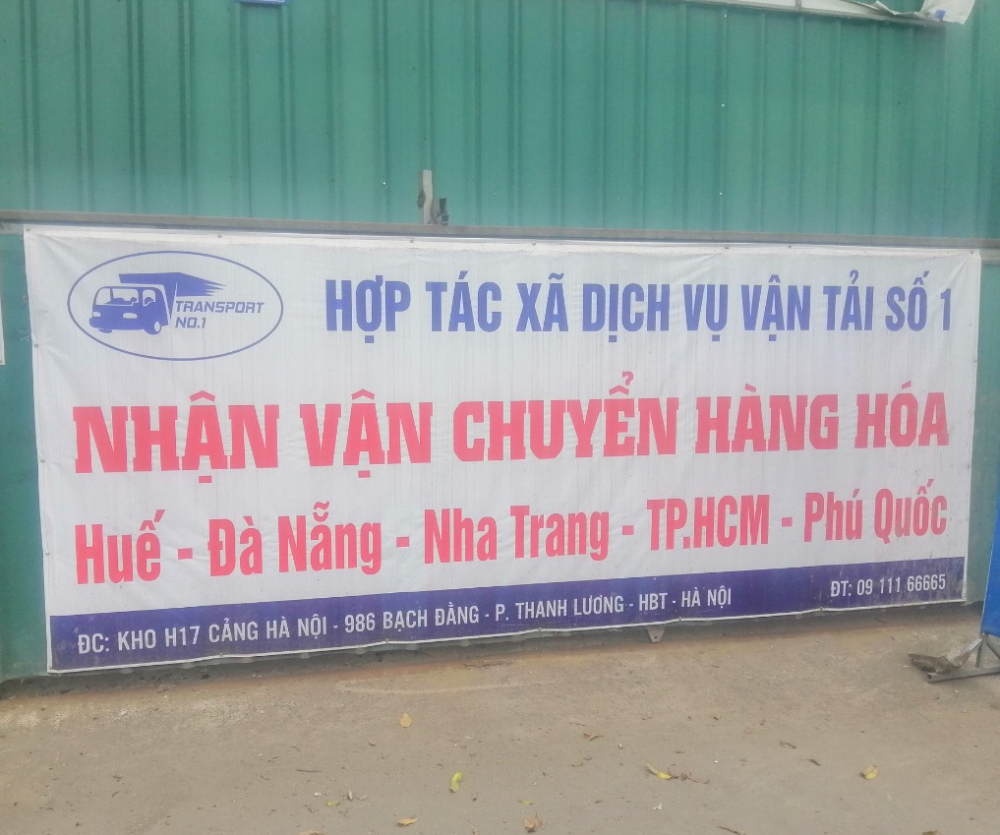 TRANSPORT
NO.1
HỢP TÁC XÃ DỊCH VỤ VẬN TẢI SỐ 1
NHẬN VẬN CHUYỂN HÀNG HÓA
Huế - Đà Nẵng - Nha Trang - TP.HCM - Phú Quốc
ĐC: KHO H17 CẢNG HÀ NỘI - 986 BẠCH ĐẰNG - P. THANH LƯƠNG - HBT - HÀ NỘI
ĐT: 09 111 66665